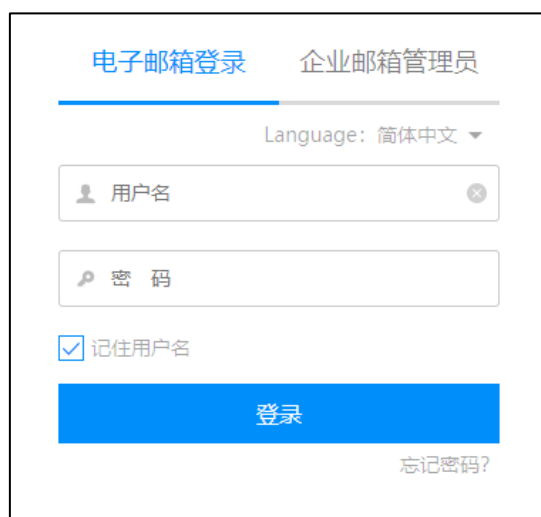 电子邮箱登录 企业邮箱管理员
Language: 简体中文
用户名
密 码
记住用户名
登录
忘记密码?